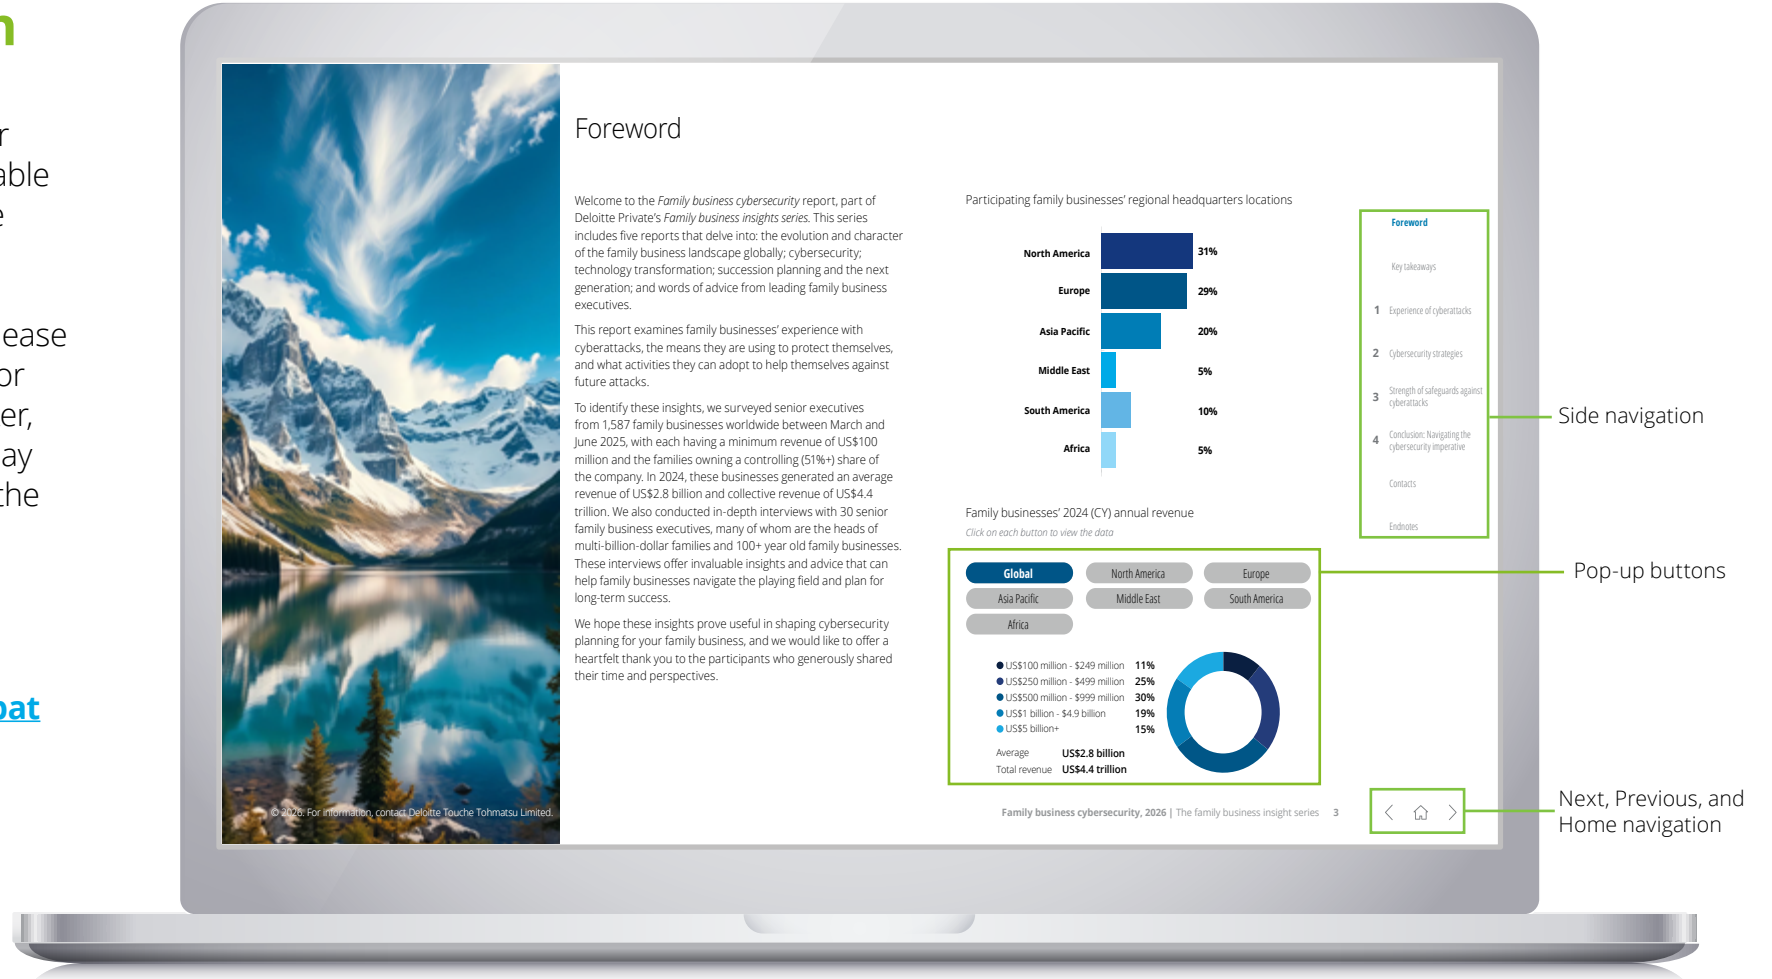 able
ease
or
the
Foreword
Welcome to the Family business cybersecurity report, part of
Deloitte Private's Family business insights series. This series
includes five reports that delve into: the evolution and character
of the family business landscape globally; cybersecurity;
technology transformation; succession planning and the next
generation; and words of advice from leading family business
executives.
This report examines family businesses' experience with
cyberattacks, the means they are using to protect themselves,
and what activities they can adopt to help themselves against
future attacks.
To identify these insights, we surveyed senior executives
from 1,587 family businesses worldwide between March and
June 2025, with each having a minimum revenue of US$100
million and the families owning a controlling (51%+) share of
the company. In 2024, these businesses generated an average
revenue of US$2.8 billion and collective revenue of US$4.4
trillion. We also conducted in-depth interviews with 30 senior
family business executives, many of whom are the heads of
multi-billion-dollar families and 100+ year old family businesses.
These interviews offer invaluable insights and advice that can
help family businesses navigate the playing field and plan for
long-term success.
We hope these insights prove useful in shaping cybersecurity
planning for your family business, and we would like to offer a
heartfelt thank you to the participants who generously shared
their time and perspectives.
© 2026. For information, contact Deloitte Touche Tohmatsu Limited.
Participating family businesses' regional headquarters locations
North America 31%
Europe 29%
Asia Pacific 20%
Middle East 5%
South America 10%
Africa 5%
Family businesses' 2024 (CY) annual revenue
Click on each button to view the data
Global North America Europe
Asia Pacific Middle East South America
Africa
US$100 million - $249 million 11%
US$250 million - $499 million 25%
US$500 million - $999 million 30%
US$1 billion - $4.9 billion 19%
US$5 billion+ 15%
Average US$2.8 billion
Total revenue US$4.4 trillion
Family business cybersecurity, 2026 | The family business insight series 3
Foreword
Key takeaways
1 Experience of cyberattacks
2 Cybersecurity strategies
3 Strength of safeguards against
cyberattacks
4 Conclusion: Navigating the
cybersecurity imperative
Contacts
Endnotes
Side navigation
Pop-up buttons
Next, Previous, and
Home navigation